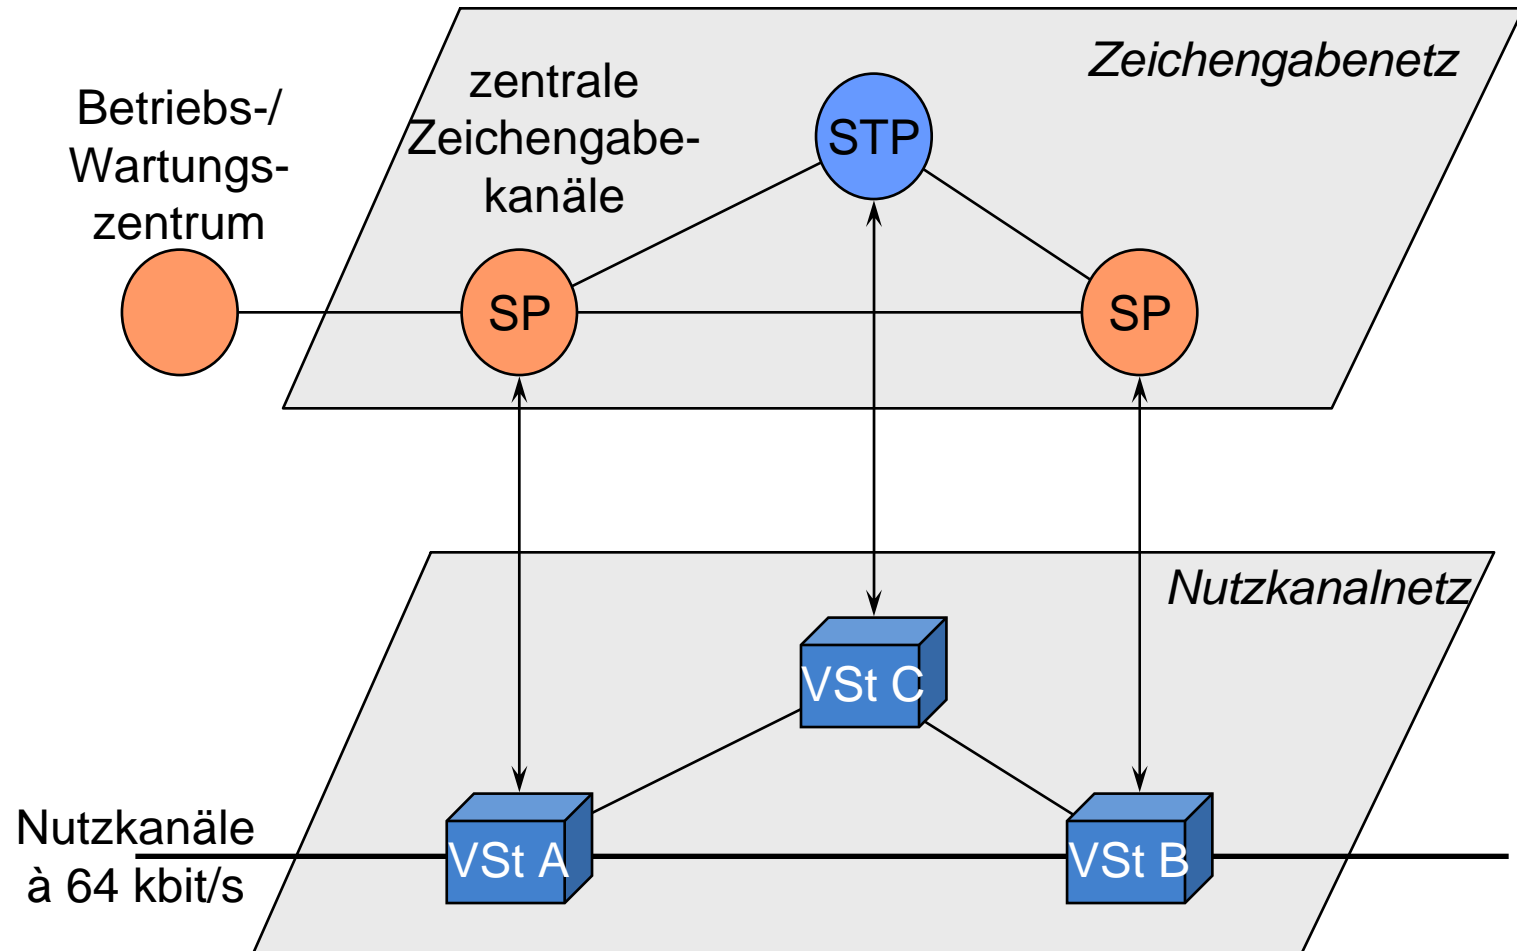 Zeichengabenetz
zentrale
Zeichengabe-
kanäle
Betriebs-/
Wartungs-
zentrum
STP
SP
SP
Nutzkanalnetz
VSt C
VSt A
VSt B
Nutzkanäle
à 64 kbit/s